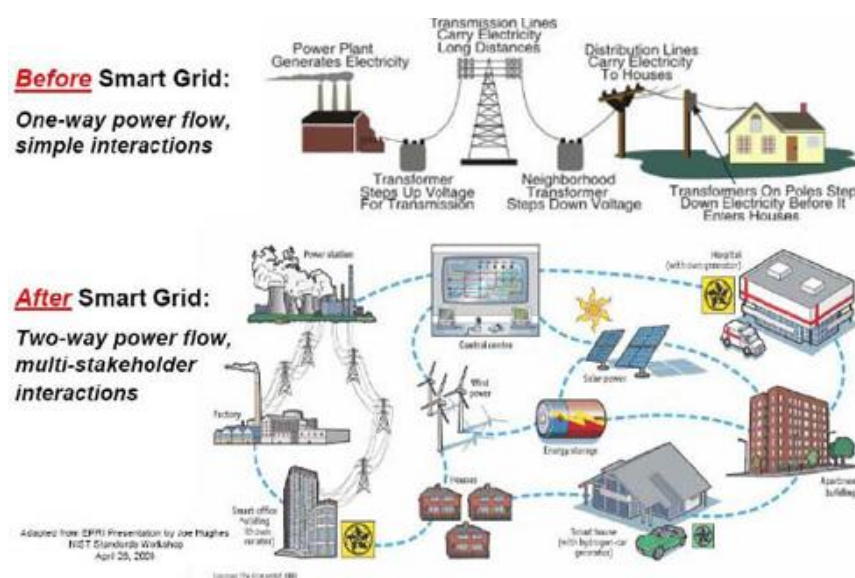 Before Smart Grid:
One-way power flow,
simple interactions
Power Plant
Generates Electricity
Transmission Lines
Carry Electricity
Long Distances
Distribution Lines
Carry Electricity
To Houses
Transformer
Steps Up Voltage
For Transmission
Neighborhood
Transformer
Steps Down Voltage
Transformers On Poles Step
Down Electricity Before It
Enters Houses
After Smart Grid:
Two-way power flow,
multi-stakeholder
interactions
Power station
Control centre
Hospital
(with own generator)
Solar power
Factory
Wind
power
Energy storage
Apartment
building
Houses
Smart office
building
Smart house
(with hydrogen-car
generator)
Adapted from EPRI Presentation by Joe Hughes
NIST Standards Workshop